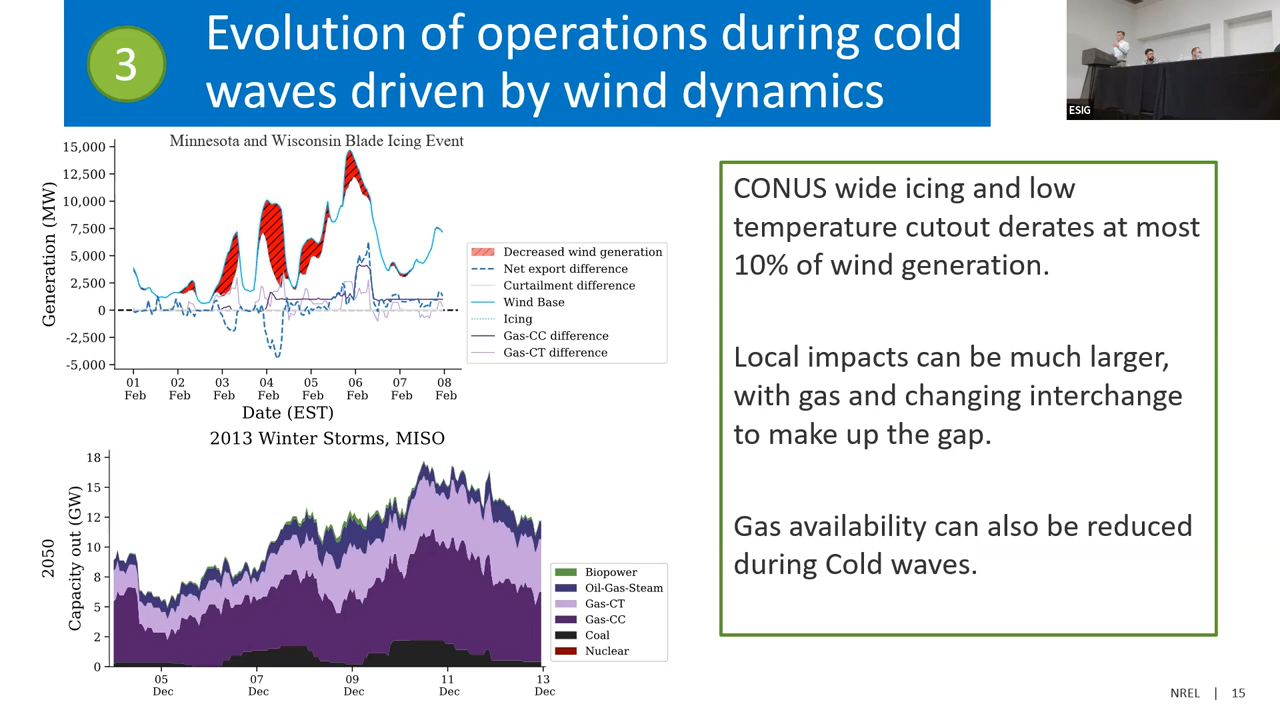 3
Evolution of operations during cold
waves driven by wind dynamics
ESIG
Minnesota and Wisconsin Blade Icing Event
Generation (MW)
15,000
12,500
10,000
7,500
5,000
2,500
0
-2,500
-5,000
01 02 03 04 05 06 07 08
Feb Feb Feb Feb Feb Feb Feb Feb
Date (EST)
Decreased wind generation
Net export difference
Curtailment difference
Wind Base
Icing
Gas-CC difference
Gas-CT difference
2013 Winter Storms, MISO
2050
Capacity out (GW)
18
15
12
10
8
5
2
0
05 07 09 11 13
Dec Dec Dec Dec Dec
Biopower
Oil-Gas-Steam
Gas-CT
Gas-CC
Coal
Nuclear
CONUS wide icing and low
temperature cutout derates at most
10% of wind generation.
Local impacts can be much larger,
with gas and changing interchange
to make up the gap.
Gas availability can also be reduced
during Cold waves.
NREL | 15